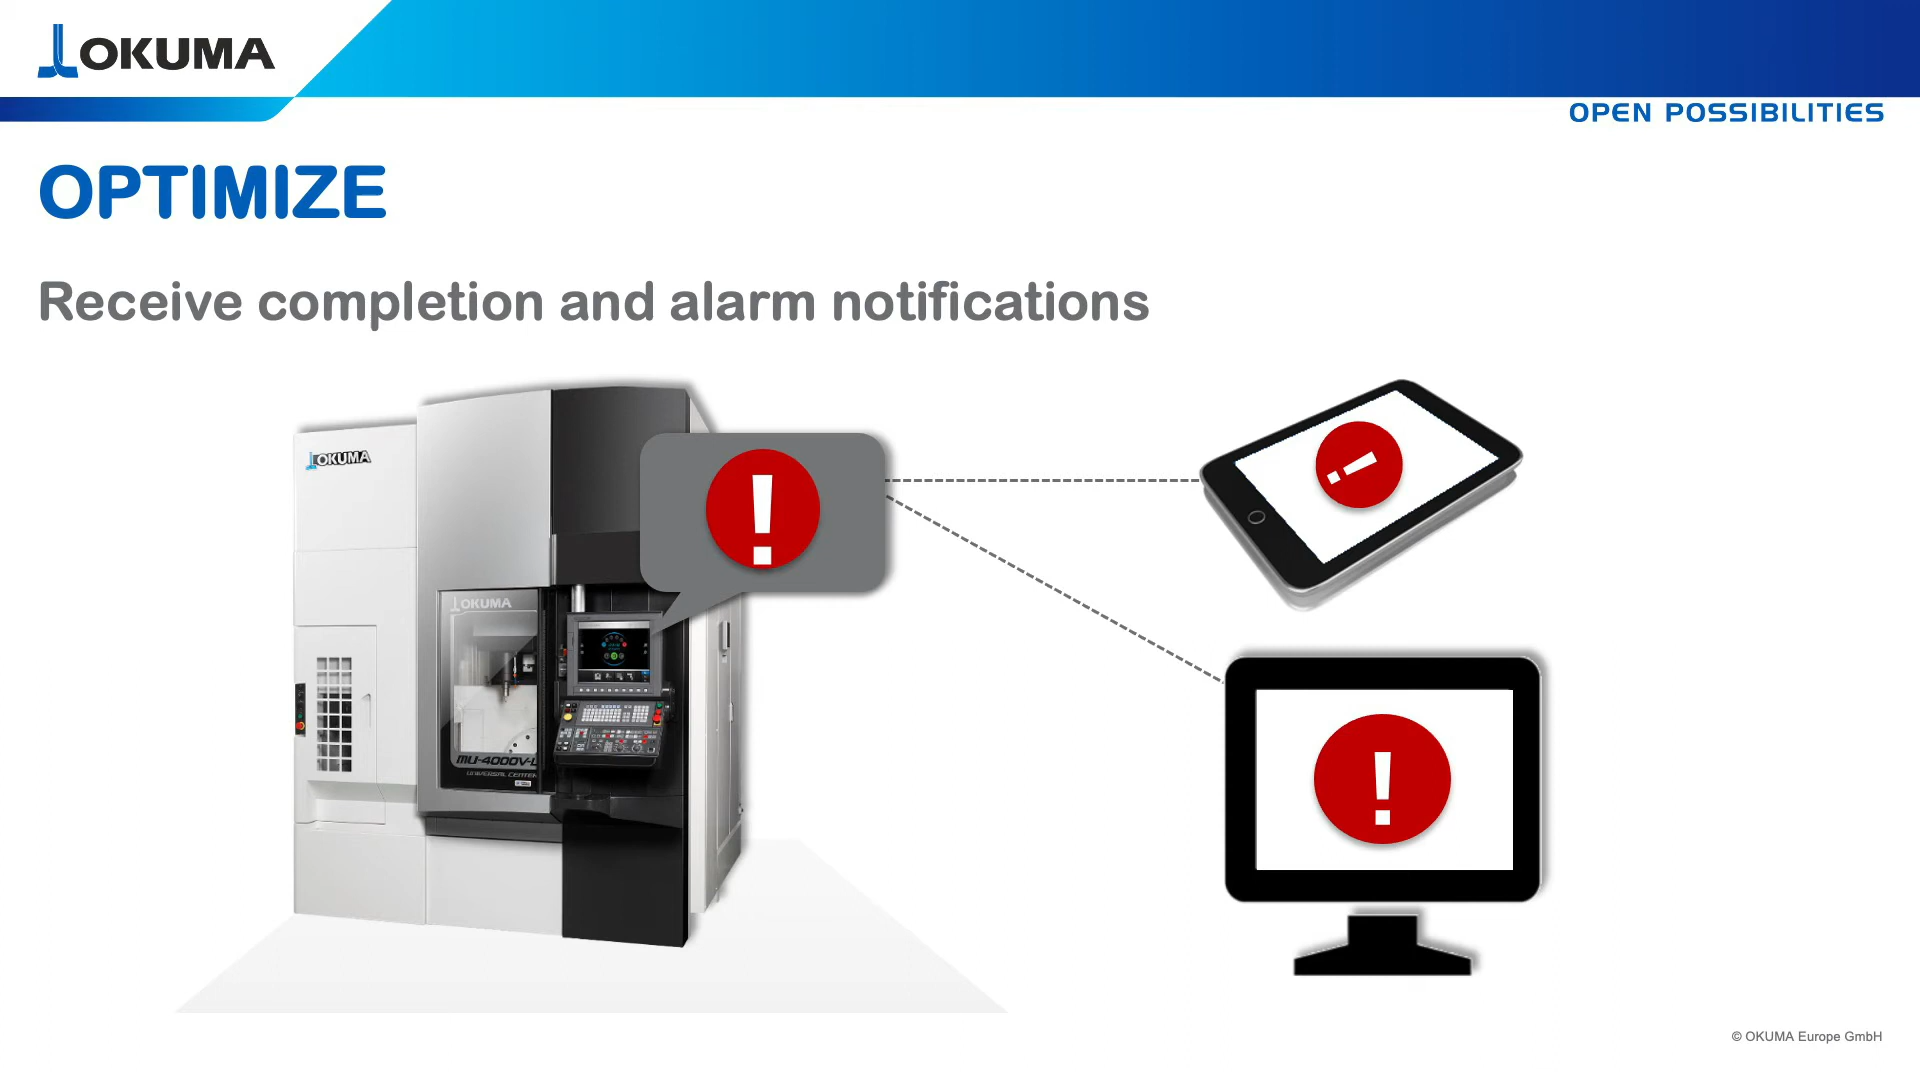 OKUMA
OPEN POSSIBILITIES
OPTIMIZE
Receive completion and alarm notifications
OKUMA
!
!
!
OKUMA
MU-4000V-L
UNIVERSAL CENTER
© OKUMA Europe GmbH